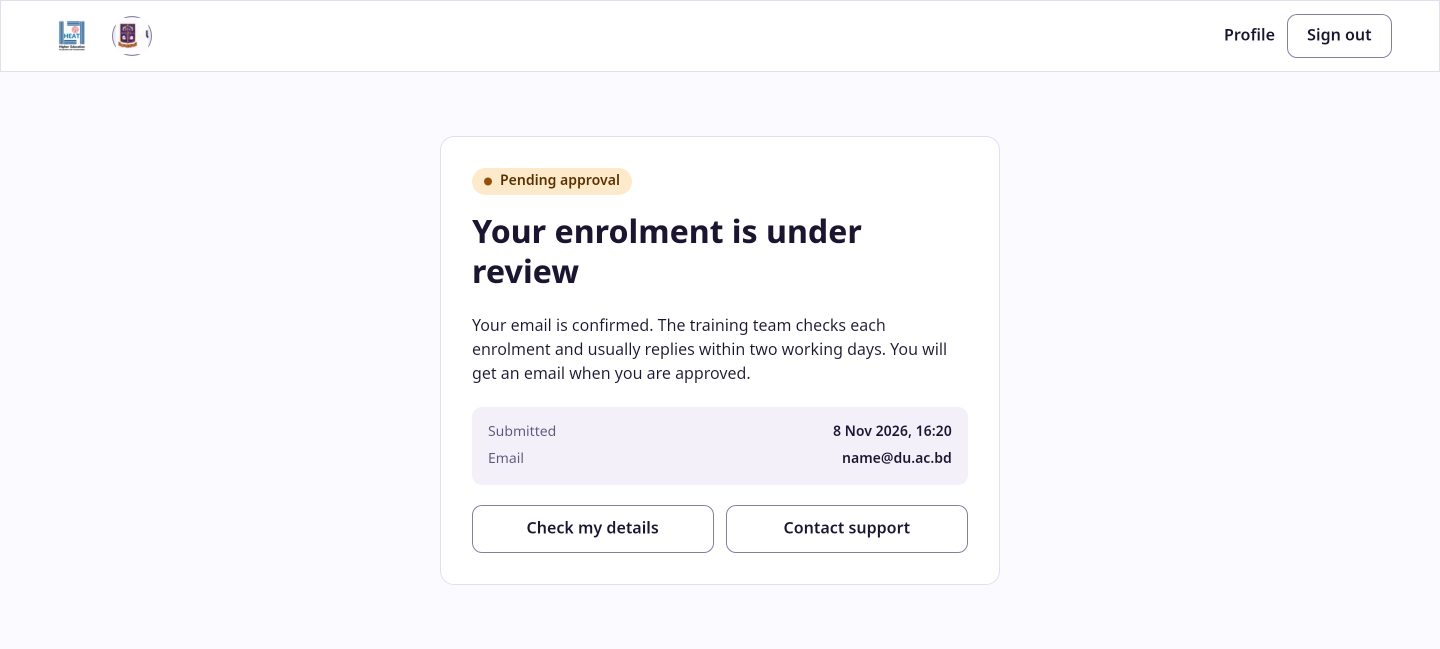 HEAT
Profile
Sign out
Pending approval
Your enrolment is under
review
Your email is confirmed. The training team checks each
enrolment and usually replies within two working days. You will
get an email when you are approved.
Submitted
8 Nov 2026, 16:20
Email
name@du.ac.bd
Check my details
Contact support